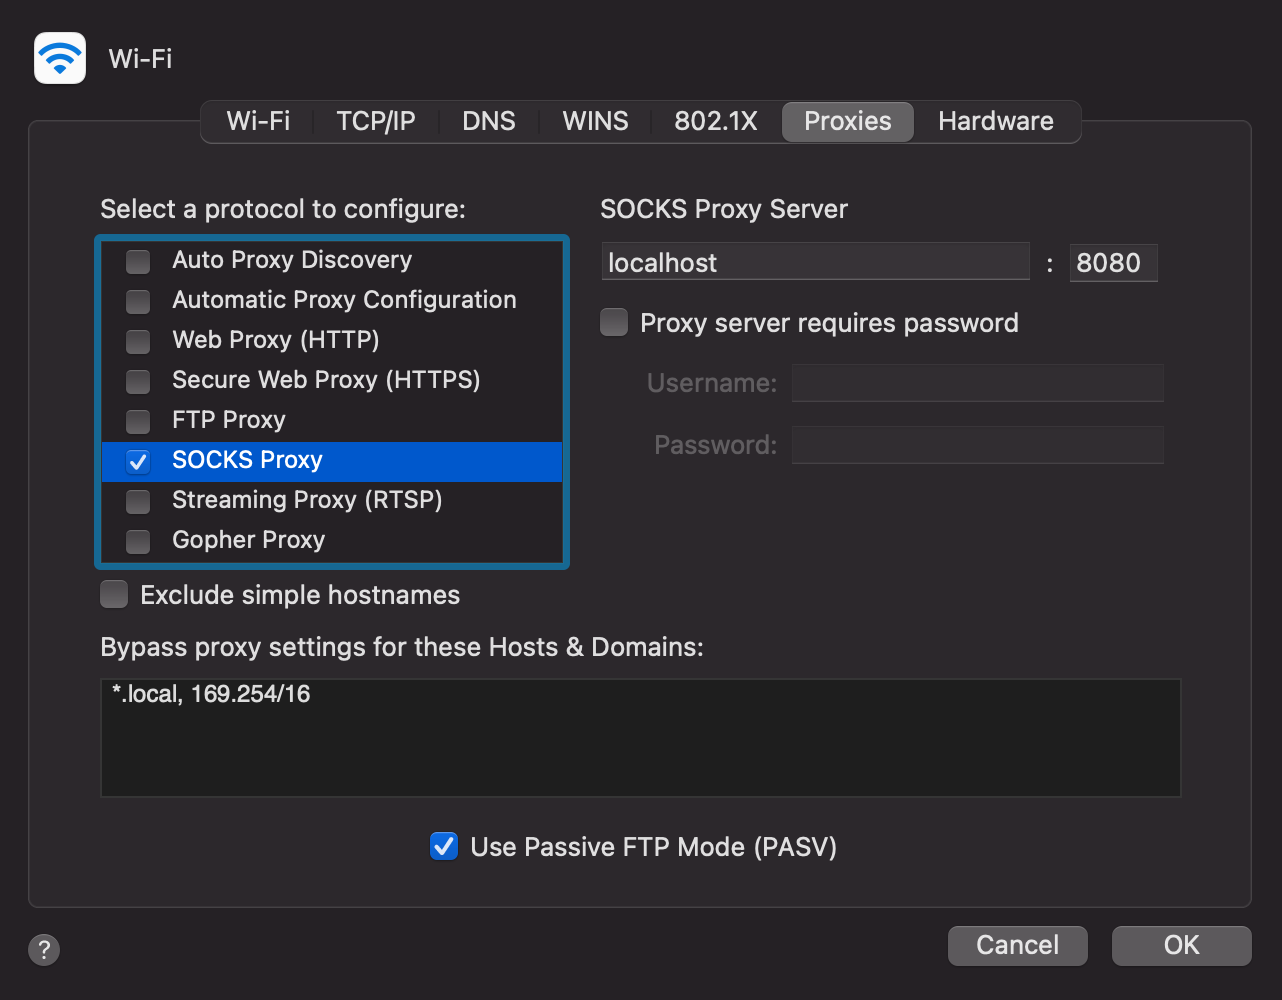 Wi-Fi
Wi-Fi TCP/IP DNS WINS 802.1X Proxies Hardware
Select a protocol to configure:
Auto Proxy Discovery
Automatic Proxy Configuration
Web Proxy (HTTP)
Secure Web Proxy (HTTPS)
FTP Proxy
SOCKS Proxy
Streaming Proxy (RTSP)
Gopher Proxy
SOCKS Proxy Server
localhost : 8080
Proxy server requires password
Username:
Password:
Exclude simple hostnames
Bypass proxy settings for these Hosts & Domains:
*.local, 169.254/16
Use Passive FTP Mode (PASV)
? Cancel OK